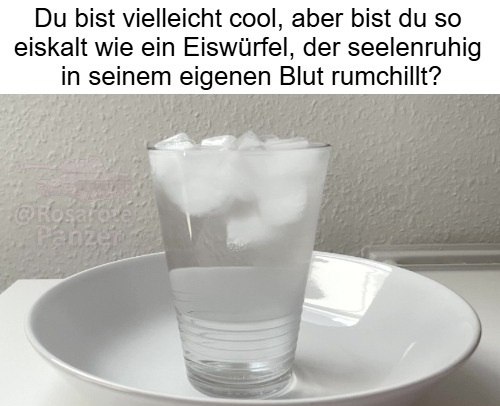 Du bist vielleicht cool, aber bist du so
eiskalt wie ein Eiswürfel, der seelenruhig
in seinem eigenen Blut rumchillt?
@Rosarote
Panzer